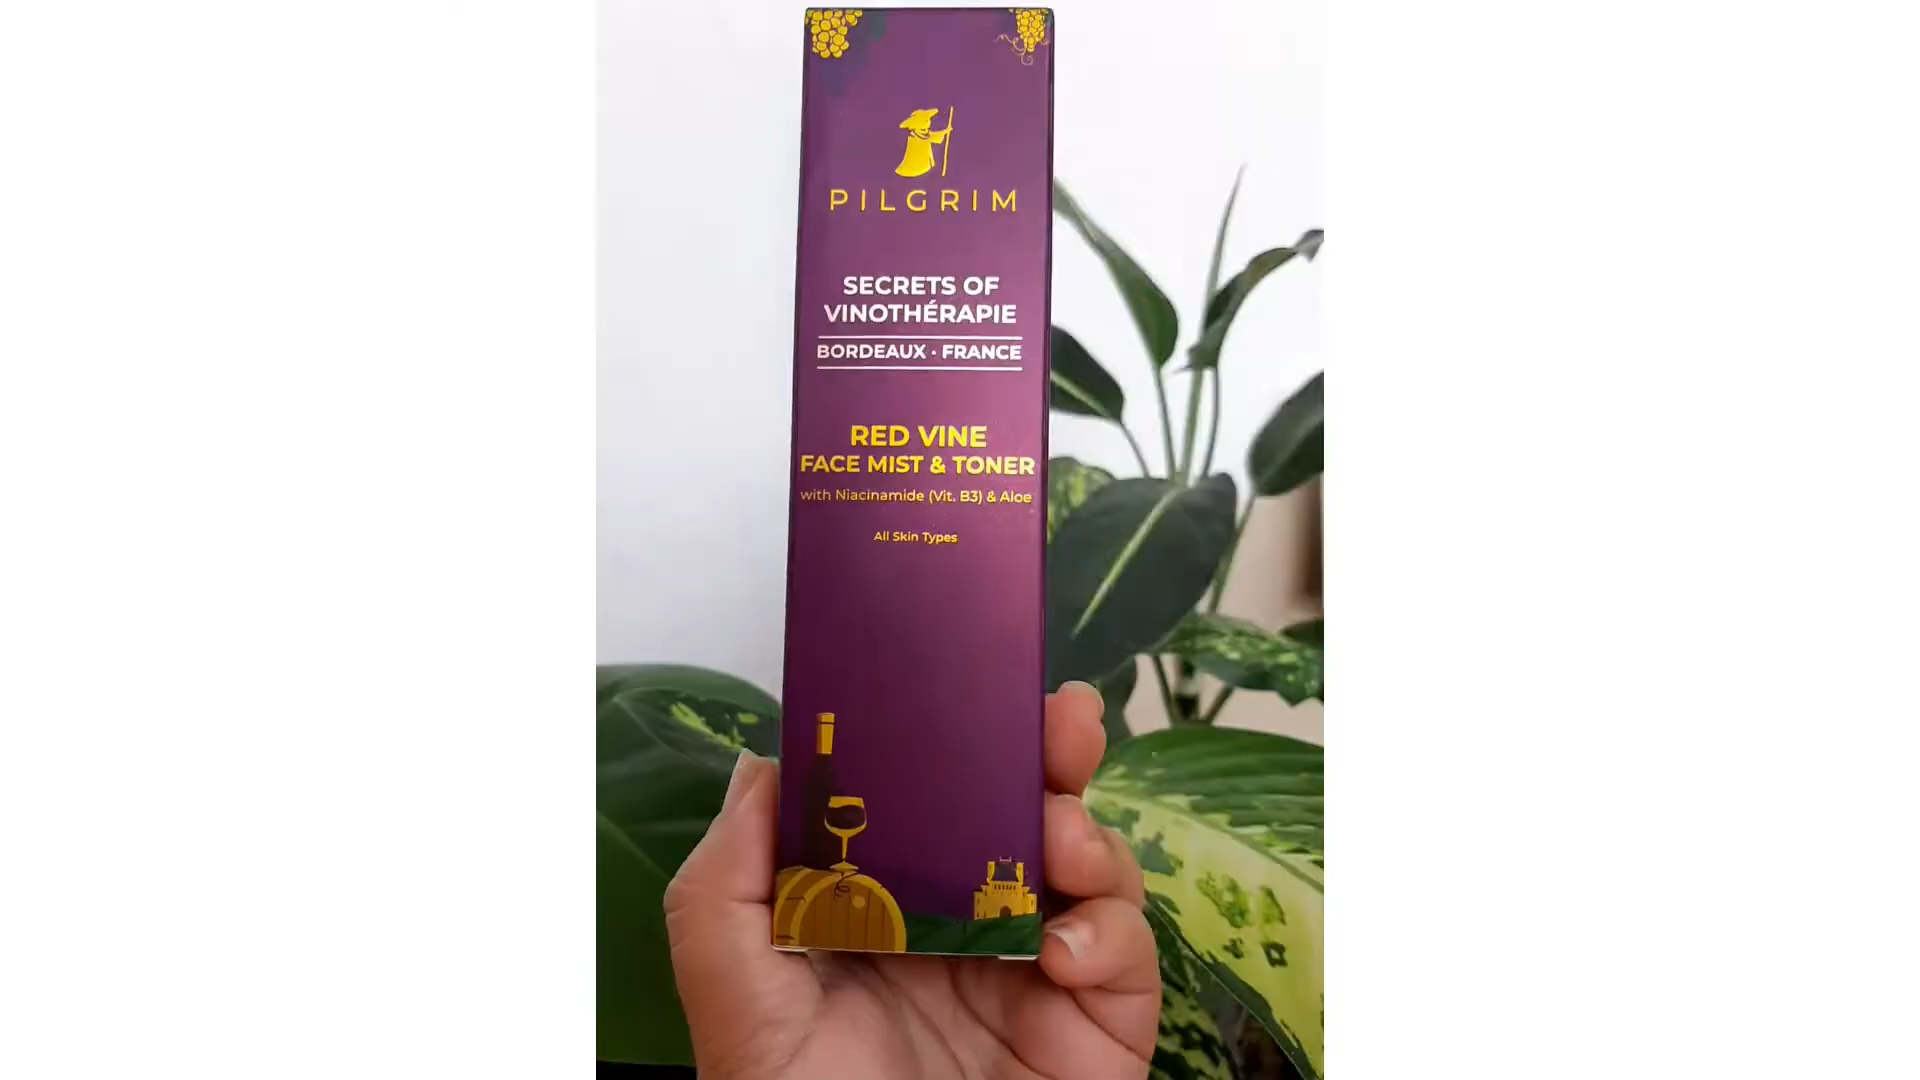 PILGRIM
SECRETS OF
VINOTHÉRAPIE
BORDEAUX · FRANCE
RED VINE
FACE MIST & TONER
with Niacinamide (Vit. B3) & Aloe
All Skin Types